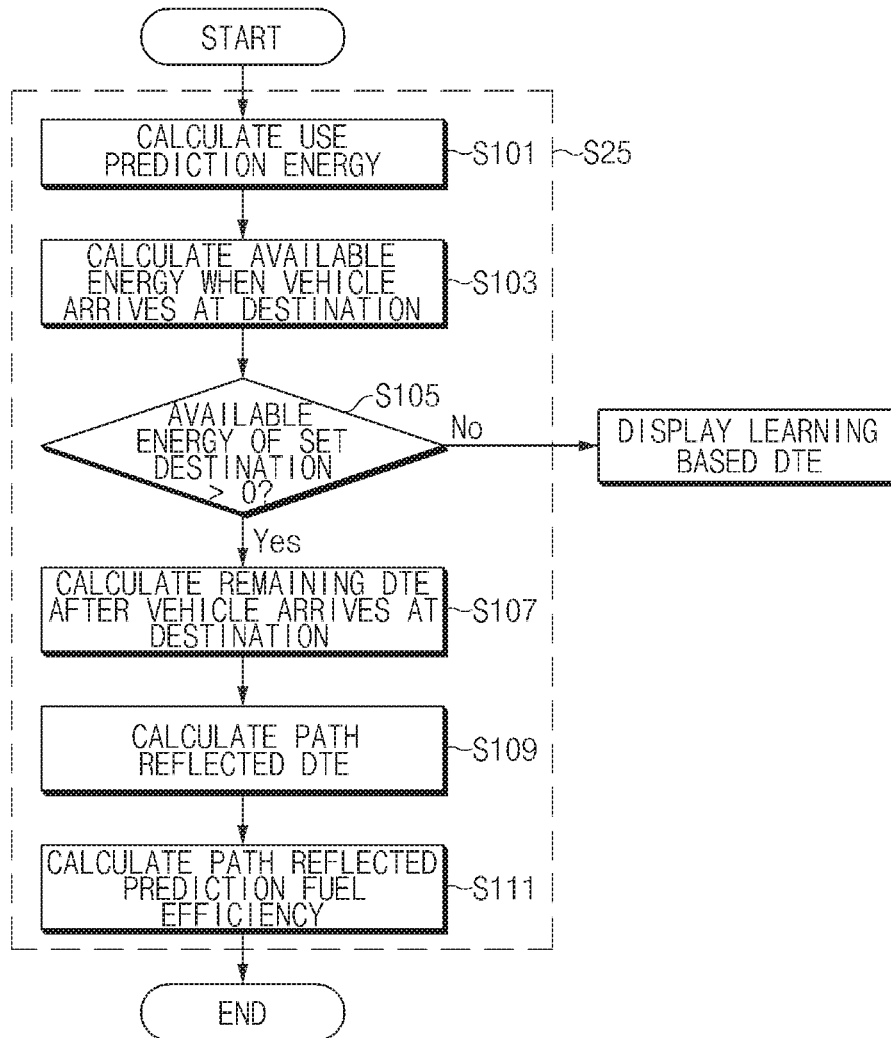 START
CALCULATE USE
PREDICTION ENERGY
S101
S25
CALCULATE AVAILABLE
ENERGY WHEN VEHICLE
ARRIVES AT DESTINATION
S103
S105
AVAILABLE
ENERGY OF SET
DESTINATION
> 0?
No
DISPLAY LEARNING
BASED DTE
Yes
CALCULATE REMAINING DTE
AFTER VEHICLE ARRIVES AT
DESTINATION
S107
CALCULATE PATH
REFLECTED DTE
S109
CALCULATE PATH REFLECTED
PREDICTION FUEL
EFFICIENCY
S111
END